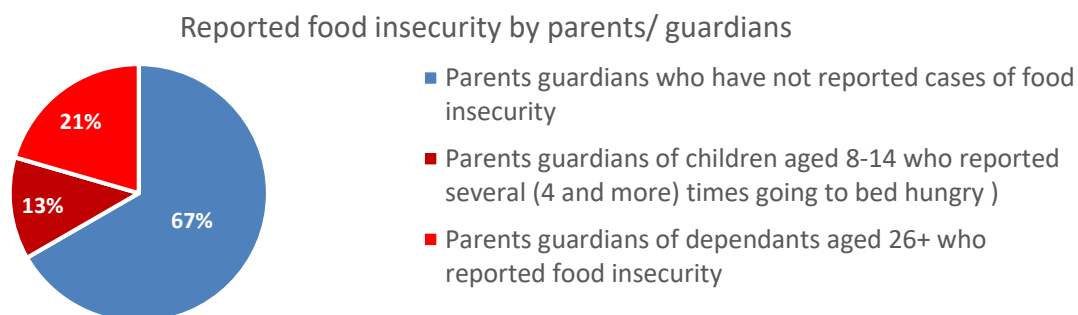 Reported food insecurity by parents/ guardians
21%
13%
67%
Parents guardians who have not reported cases of food
insecurity
Parents guardians of children aged 8-14 who reported
several (4 and more) times going to bed hungry )
Parents guardians of dependants aged 26+ who
reported food insecurity